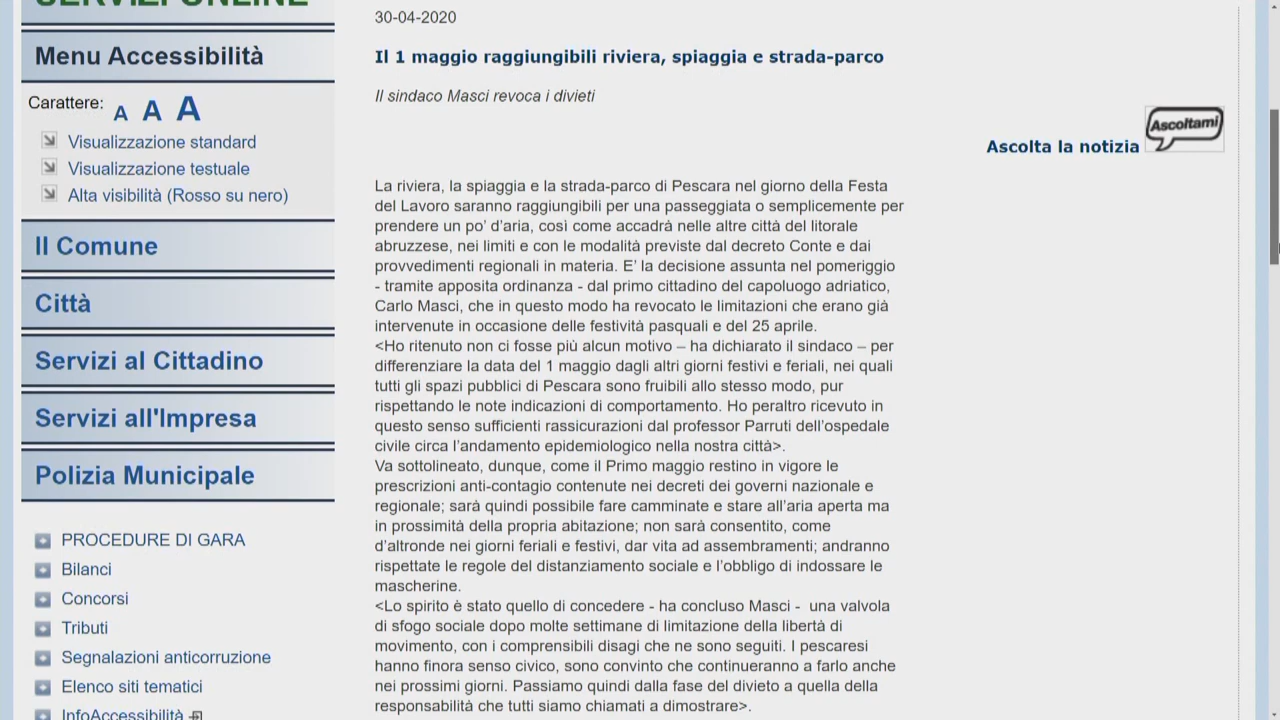 SERVIZI ONLINE
Menu Accessibilità
Carattere: A A A
Visualizzazione standard
Visualizzazione testuale
Alta visibilità (Rosso su nero)
Il Comune
Città
Servizi al Cittadino
Servizi all'Impresa
Polizia Municipale
PROCEDURE DI GARA
Bilanci
Concorsi
Tributi
Segnalazioni anticorruzione
Elenco siti tematici
InfoAccessibilità
30-04-2020
Il 1 maggio raggiungibili riviera, spiaggia e strada-parco
Il sindaco Masci revoca i divieti
Ascolta la notizia Ascoltami
La riviera, la spiaggia e la strada-parco di Pescara nel giorno della Festa
del Lavoro saranno raggiungibili per una passeggiata o semplicemente per
prendere un po’ d’aria, così come accadrà nelle altre città del litorale
abruzzese, nei limiti e con le modalità previste dal decreto Conte e dai
provvedimenti regionali in materia. E’ la decisione assunta nel pomeriggio
- tramite apposita ordinanza - dal primo cittadino del capoluogo adriatico,
Carlo Masci, che in questo modo ha revocato le limitazioni che erano già
intervenute in occasione delle festività pasquali e del 25 aprile.
<Ho ritenuto non ci fosse più alcun motivo – ha dichiarato il sindaco – per
differenziare la data del 1 maggio dagli altri giorni festivi e feriali, nei quali
tutti gli spazi pubblici di Pescara sono fruibili allo stesso modo, pur
rispettando le note indicazioni di comportamento. Ho peraltro ricevuto in
questo senso sufficienti rassicurazioni dal professor Parruti dell’ospedale
civile circa l’andamento epidemiologico nella nostra città>.
Va sottolineato, dunque, come il Primo maggio restino in vigore le
prescrizioni anti-contagio contenute nei decreti dei governi nazionale e
regionale; sarà quindi possibile fare camminate e stare all’aria aperta ma
in prossimità della propria abitazione; non sarà consentito, come
d’altronde nei giorni feriali e festivi, dar vita ad assembramenti; andranno
rispettate le regole del distanziamento sociale e l’obbligo di indossare le
mascherine.
<Lo spirito è stato quello di concedere - ha concluso Masci - una valvola
di sfogo sociale dopo molte settimane di limitazione della libertà di
movimento, con i comprensibili disagi che ne sono seguiti. I pescaresi
hanno finora senso civico, sono convinto che continueranno a farlo anche
nei prossimi giorni. Passiamo quindi dalla fase del divieto a quella della
responsabilità che tutti siamo chiamati a dimostrare>.